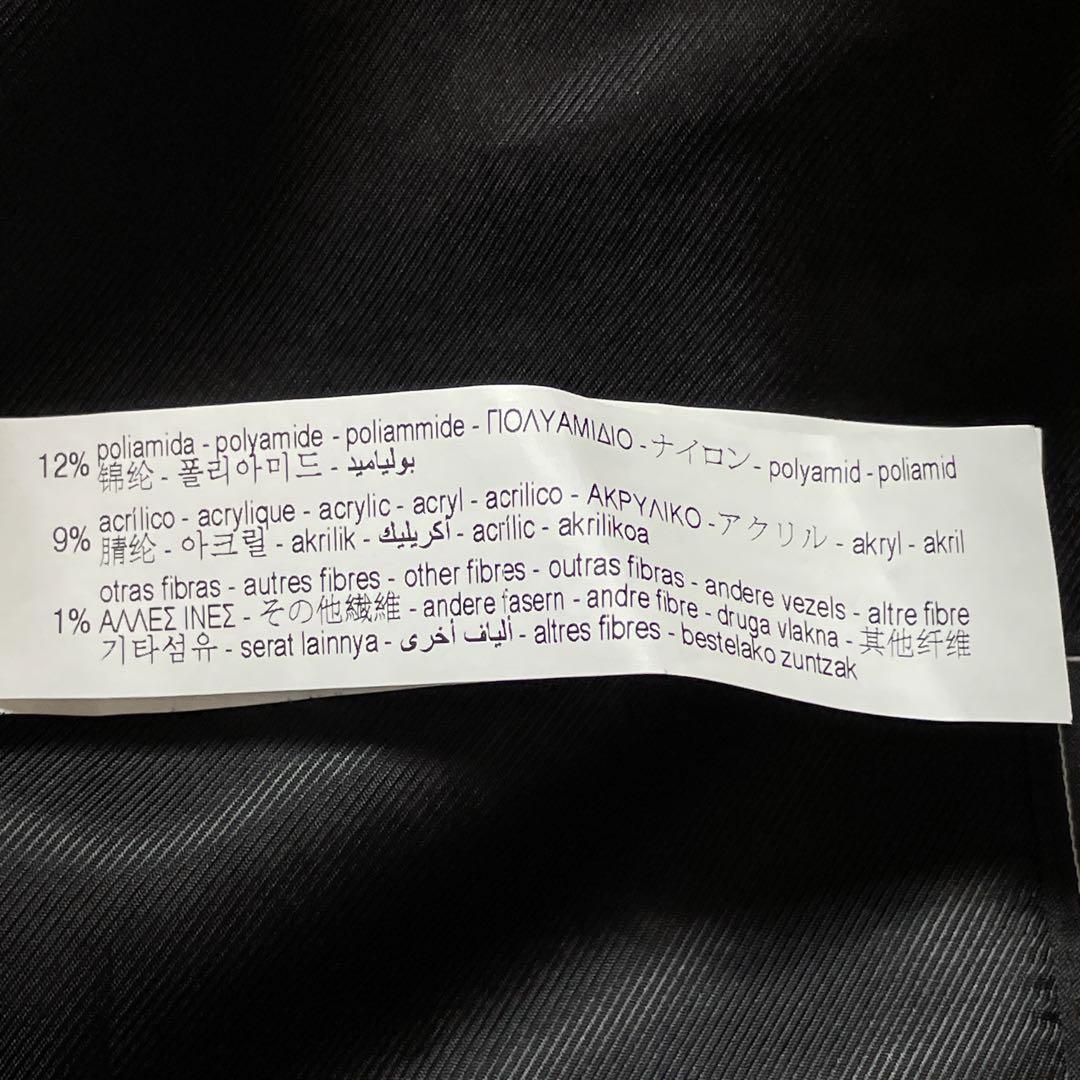 12% poliamida - polyamide - poliammide - ΠΟΛΥΑΜΙΔΙΟ - ナイロン - polyamid - poliamid
锦纶 - 폴리아미드 - بولياميد
9% acrílico - acrylique - acrylic - acryl - acrilico - ΑΚΡΥΛΙΚΟ - アクリル - akryl - akril
腈纶 - 아크릴 - akrilik - أكريليك - acrílic - akrilikoa
otras fibras - autres fibres - other fibres - outras fibras - andere vezels - altre fibre
1% ΑΛΛΕΣ ΙΝΕΣ - その他繊維 - andere fasern - andre fibre - druga vlakna - 其他纤维
기타섬유 - serat lainnya - ألياف أخرى - altres fibres - bestelako zuntzak